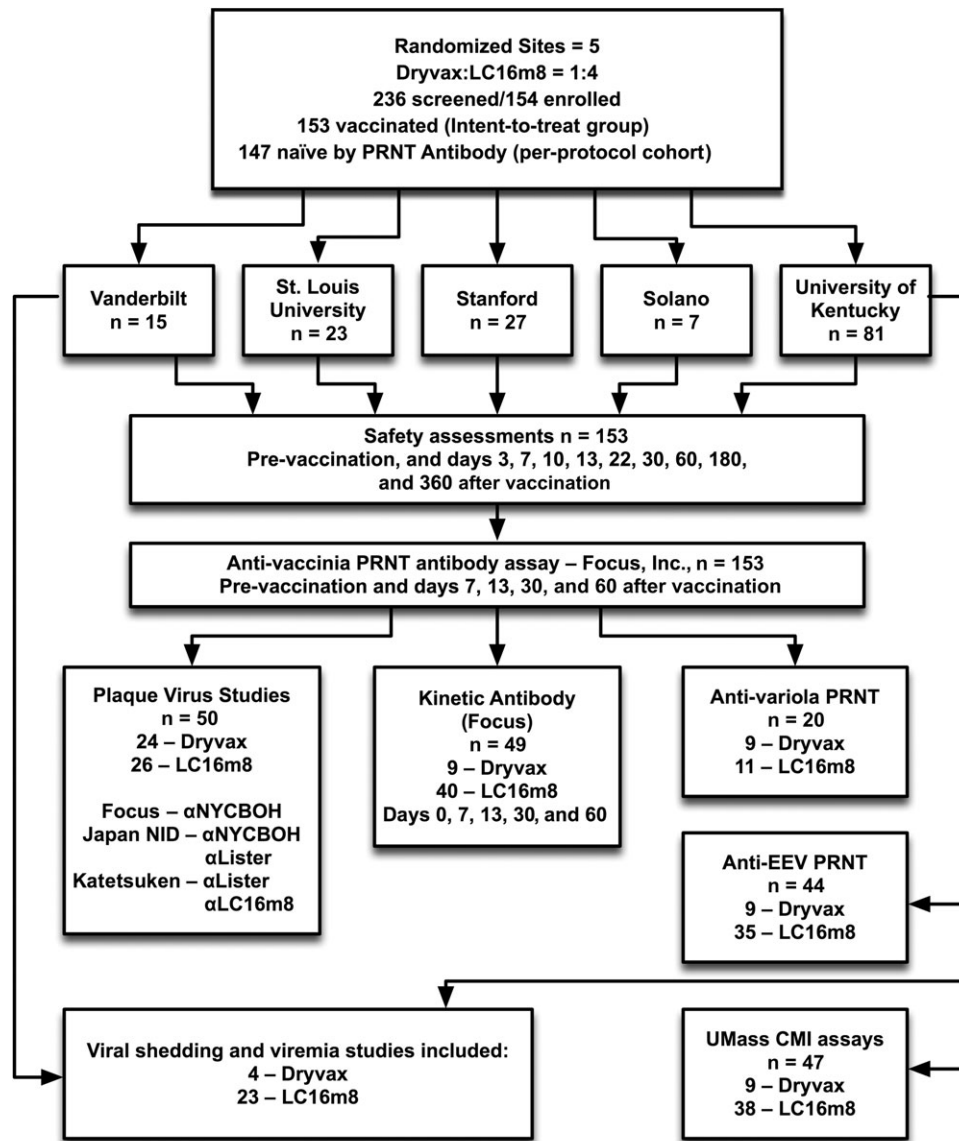 Randomized Sites = 5
Dryvax:LC16m8 = 1:4
236 screened/154 enrolled
153 vaccinated (Intent-to-treat group)
147 naïve by PRNT Antibody (per-protocol cohort)
Vanderbilt
n = 15
St. Louis
University
n = 23
Stanford
n = 27
Solano
n = 7
University of
Kentucky
n = 81
Safety assessments n = 153
Pre-vaccination, and days 3, 7, 10, 13, 22, 30, 60, 180,
and 360 after vaccination
Anti-vaccinia PRNT antibody assay – Focus, Inc., n = 153
Pre-vaccination and days 7, 13, 30, and 60 after vaccination
Plaque Virus Studies
n = 50
24 – Dryvax
26 – LC16m8
Focus – αNYCBOH
Japan NID – αNYCBOH
αLister
Katetsuken – αLister
αLC16m8
Kinetic Antibody
(Focus)
n = 49
9 – Dryvax
40 – LC16m8
Days 0, 7, 13, 30, and 60
Anti-variola PRNT
n = 20
9 – Dryvax
11 – LC16m8
Anti-EEV PRNT
n = 44
9 – Dryvax
35 – LC16m8
Viral shedding and viremia studies included:
4 – Dryvax
23 – LC16m8
UMass CMI assays
n = 47
9 – Dryvax
38 – LC16m8